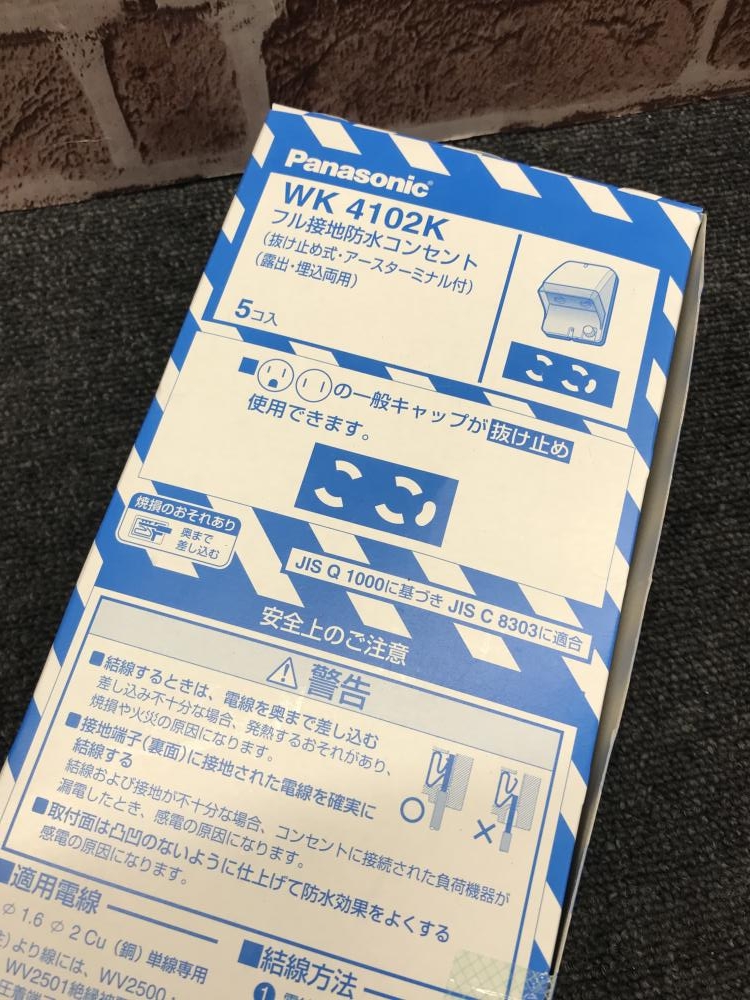 Panasonic
WK 4102K
フル接地防水コンセント
(抜け止め式・アースターミナル付)
(露出・埋込両用)
5コ入
■の一般キャップが抜け止め
使用できます。
焼損のおそれあり
奥まで
差し込む
JIS Q 1000に基づき JIS C 8303に適合
安全上のご注意
警告
■結線するときは、電線を奥まで差し込む
差し込み不十分な場合、発熱するおそれがあり、
焼損や火災の原因になります。
■接地端子(裏面)に接地された電線を確実に
結線する
結線および接地が不十分な場合、コンセントに接続された負荷機器が
漏電したとき、感電の原因になります。
■取付面は凸凹のないように仕上げて防水効果をよくする
感電の原因になります。
○
×
■適用電線
φ1.6 φ2 Cu(銅)単線専用
より線には、WV2500
WV2501絶縁被
圧着端子
■結線方法
1